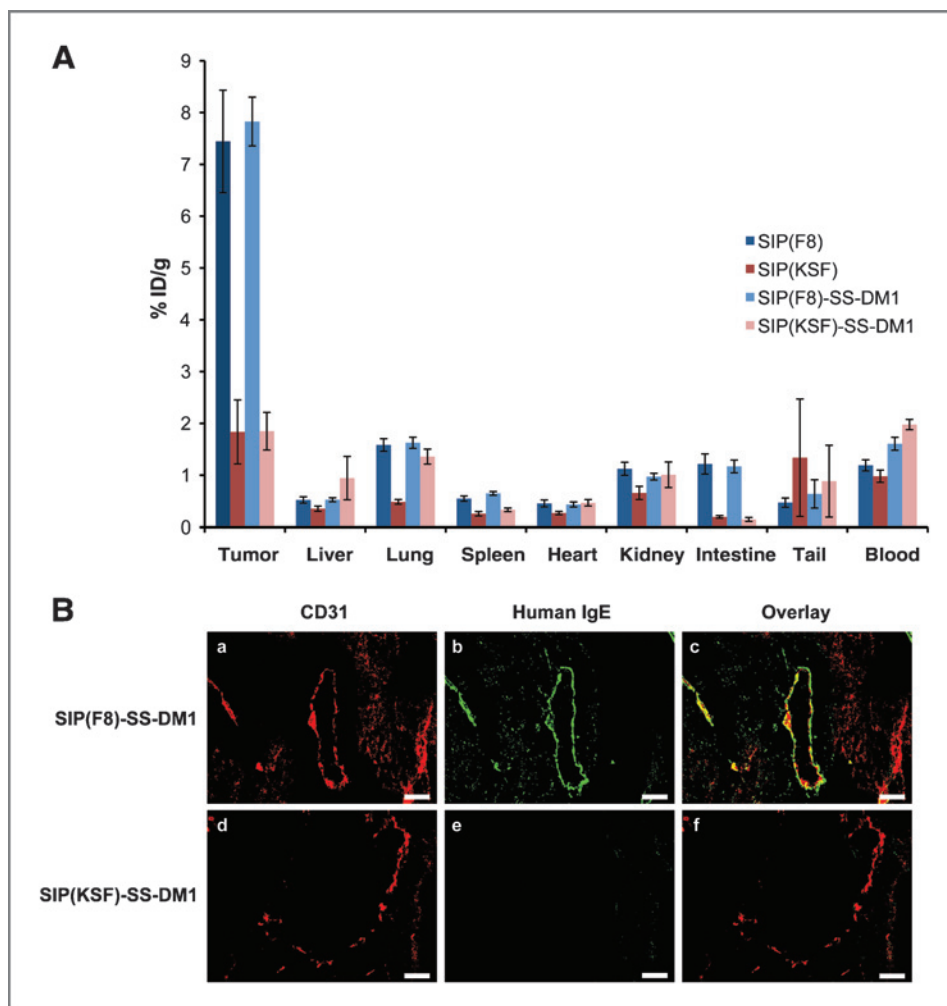 A
9
8
7
6
5
4
3
2
1
0
% ID/g
SIP(F8)
SIP(KSF)
SIP(F8)-SS-DM1
SIP(KSF)-SS-DM1
Tumor Liver Lung Spleen Heart Kidney Intestine Tail Blood
B
CD31 Human IgE Overlay
SIP(F8)-SS-DM1
a b c
SIP(KSF)-SS-DM1
d e f